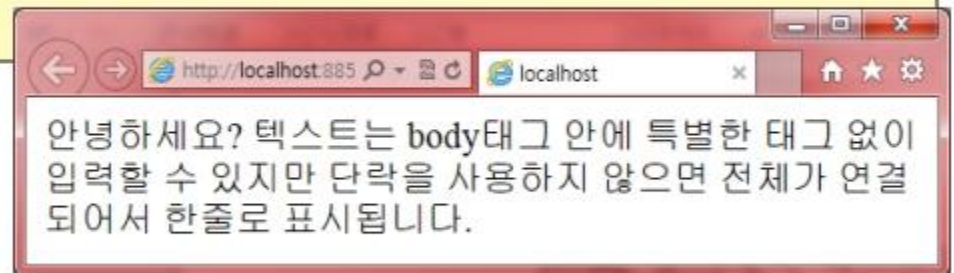 http://localhost:885
localhost
안녕하세요? 텍스트는 body태그 안에 특별한 태그 없이
입력할 수 있지만 단락을 사용하지 않으면 전체가 연결
되어서 한줄로 표시됩니다.